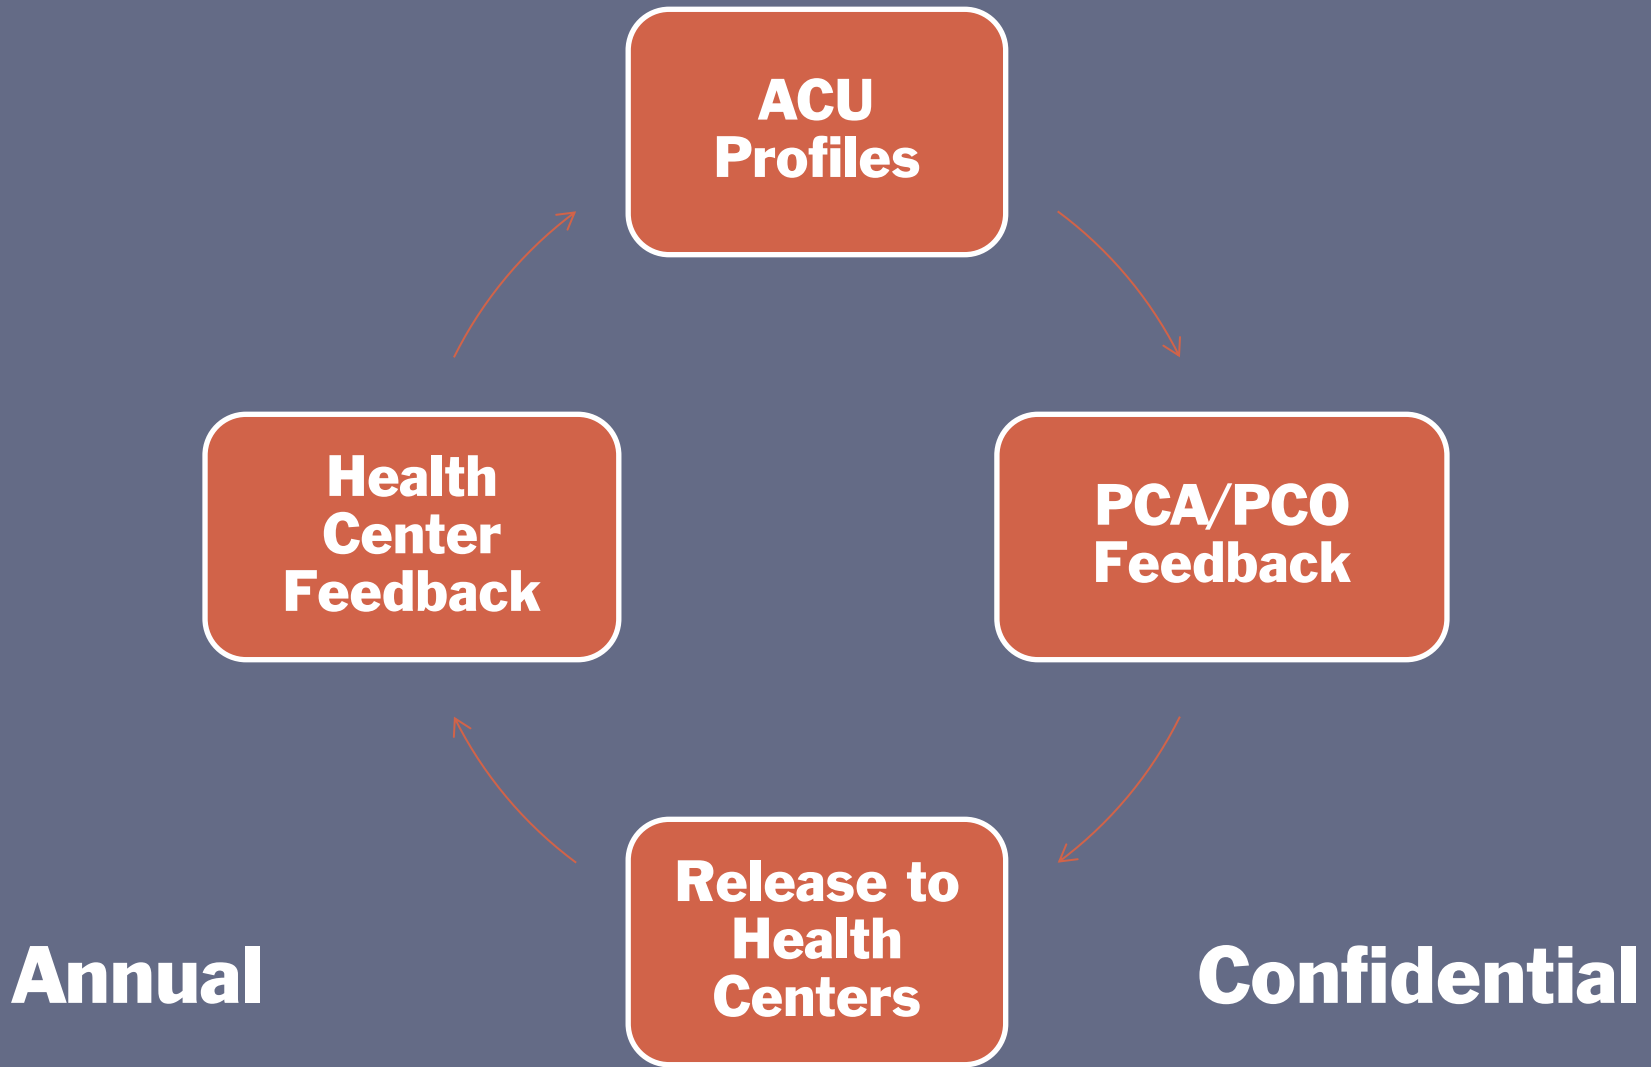 ACU
Profiles
Health
Center
Feedback
PCA/PCO
Feedback
Release to
Health
Centers
Annual
Confidential